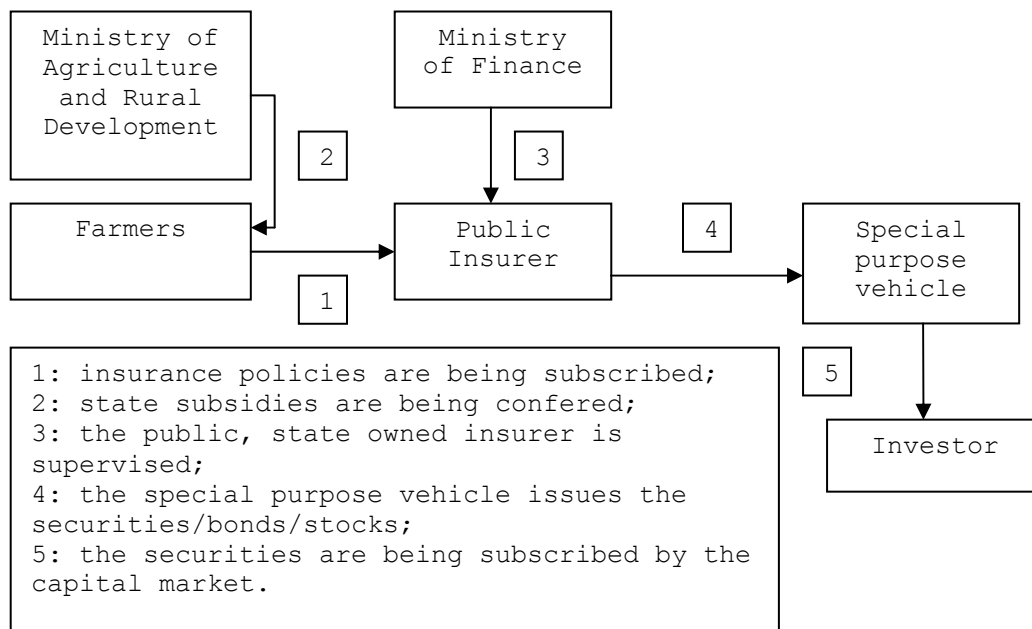 Ministry of
Agriculture
and Rural
Development
Ministry
of Finance
2
3
Farmers
Public
Insurer
4
Special
purpose
vehicle
1
1: insurance policies are being subscribed;
2: state subsidies are being confered;
3: the public, state owned insurer is
supervised;
4: the special purpose vehicle issues the
securities/bonds/stocks;
5: the securities are being subscribed by the
capital market.
5
Investor